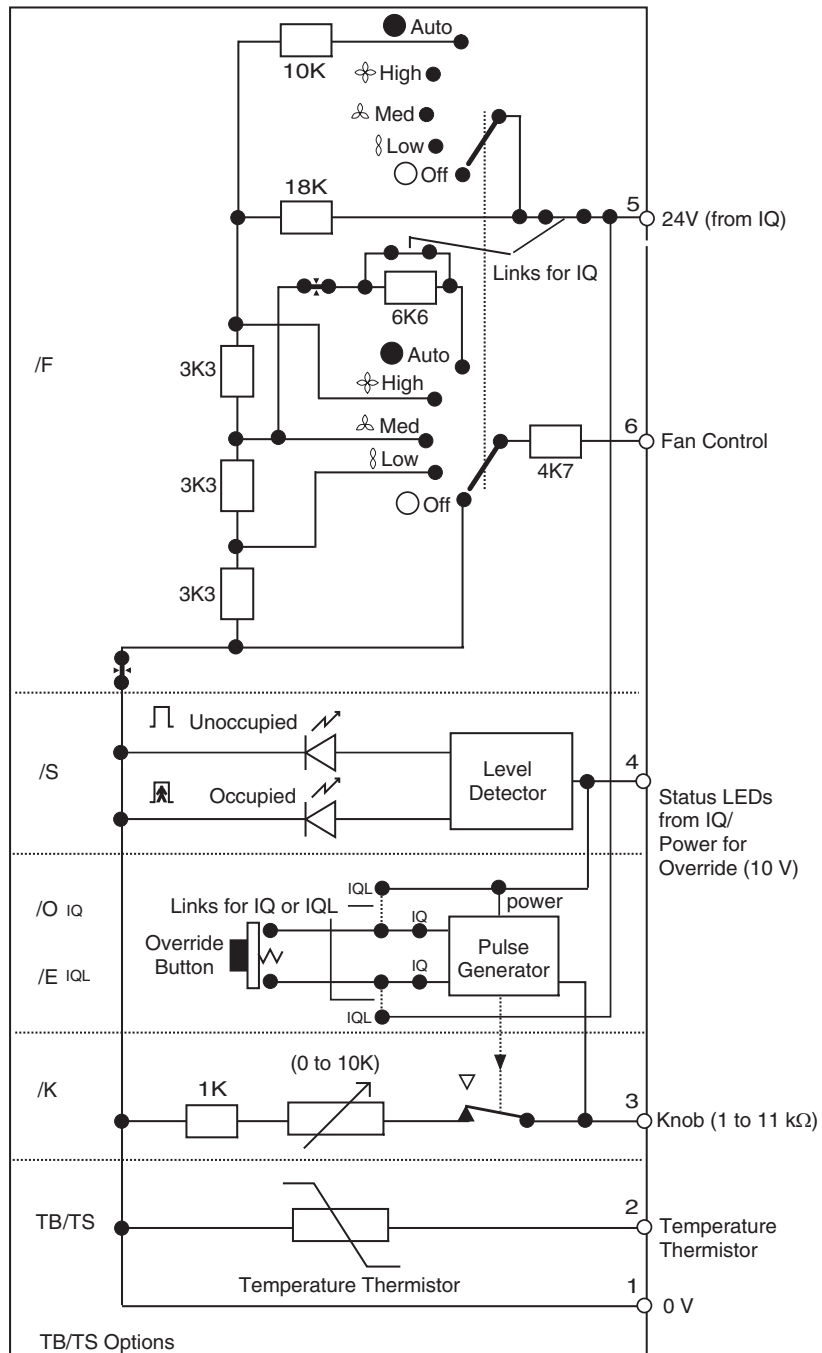 Auto
10K
High
Med
Low
Off
18K
5
24V (from IQ)
Links for IQ
6K6
Auto
/F
3K3
High
Med
6
Fan Control
Low
4K7
3K3
Off
3K3
Unoccupied
/S
Level
Detector
4
Occupied
Status LEDs
from IQ/
Power for
Override (10 V)
IQL
power
/O IQ
Links for IQ or IQL
IQ
Override
Button
Pulse
Generator
/E IQL
IQ
IQL
(0 to 10K)
/K
1K
3
Knob (1 to 11 kΩ)
2
TB/TS
Temperature
Thermistor
Temperature Thermistor
1
0 V
TB/TS Options